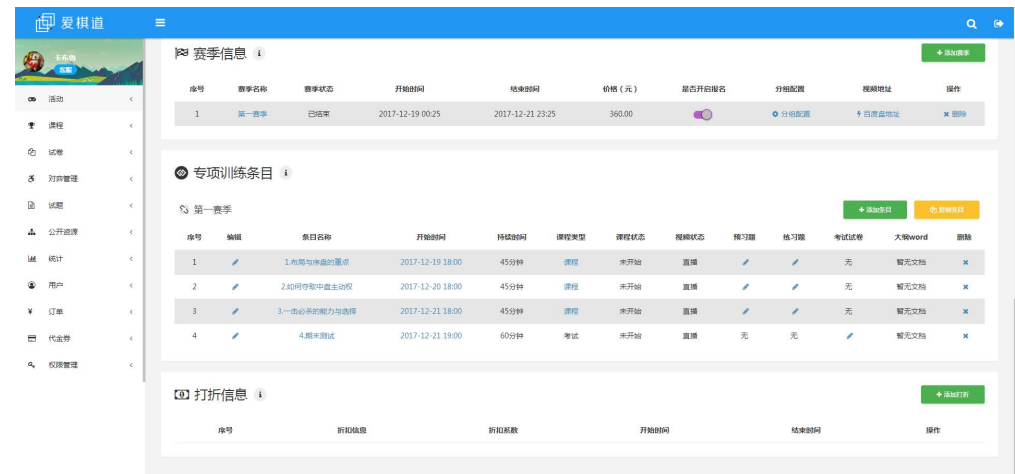 爱棋道
卡布奇
客服
活动
课程
试卷
对弈管理
试题
公开资源
统计
用户
订单
代金券
权限管理
赛季信息 i
+ 添加赛季
序号 赛季名称 赛季状态 开始时间 结束时间 价格（元） 是否开启报名 分组配置 视频地址 操作
1 第一赛季 已结束 2017-12-19 00:25 2017-12-21 23:25 360.00 分组配置 百度盘地址 × 删除
专项训练条目 i
第一赛季
+ 添加条目 复制条目
序号 编辑 条目名称 开始时间 持续时间 课程类型 课程状态 视频状态 预习题 练习题 考试试卷 大纲word 删除
1 1.布局与序盘的重点 2017-12-19 18:00 45分钟 课程 未开始 直播 无 暂无文档 ×
2 2.如何夺取中盘主动权 2017-12-20 18:00 45分钟 课程 未开始 直播 无 暂无文档 ×
3 3.一击必杀的能力与选择 2017-12-21 18:00 45分钟 课程 未开始 直播 无 暂无文档 ×
4 4.期末测试 2017-12-21 19:00 60分钟 考试 未开始 直播 无 无 暂无文档 ×
打折信息 i
+ 添加打折
序号 折扣信息 折扣系数 开始时间 结束时间 操作